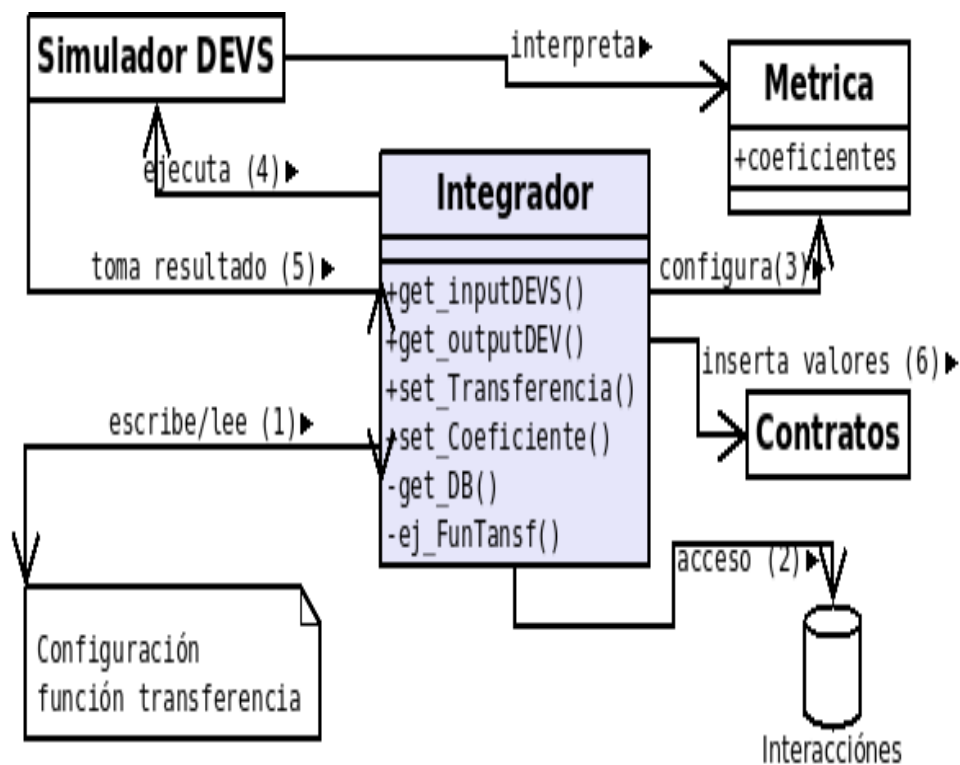 Simulador DEVS
interpreta
Metrica
+coeficientes
ejecuta (4)
Integrador
toma resultado (5)
configura(3)
+get_inputDEVS()
+get_outputDEV()
+set_Transferencia()
+set_Coeficiente()
-get_DB()
-ej_FunTansf()
inserta valores (6)
Contratos
escribe/lee (1)
acceso (2)
Configuración
función transferencia
Interacciónes